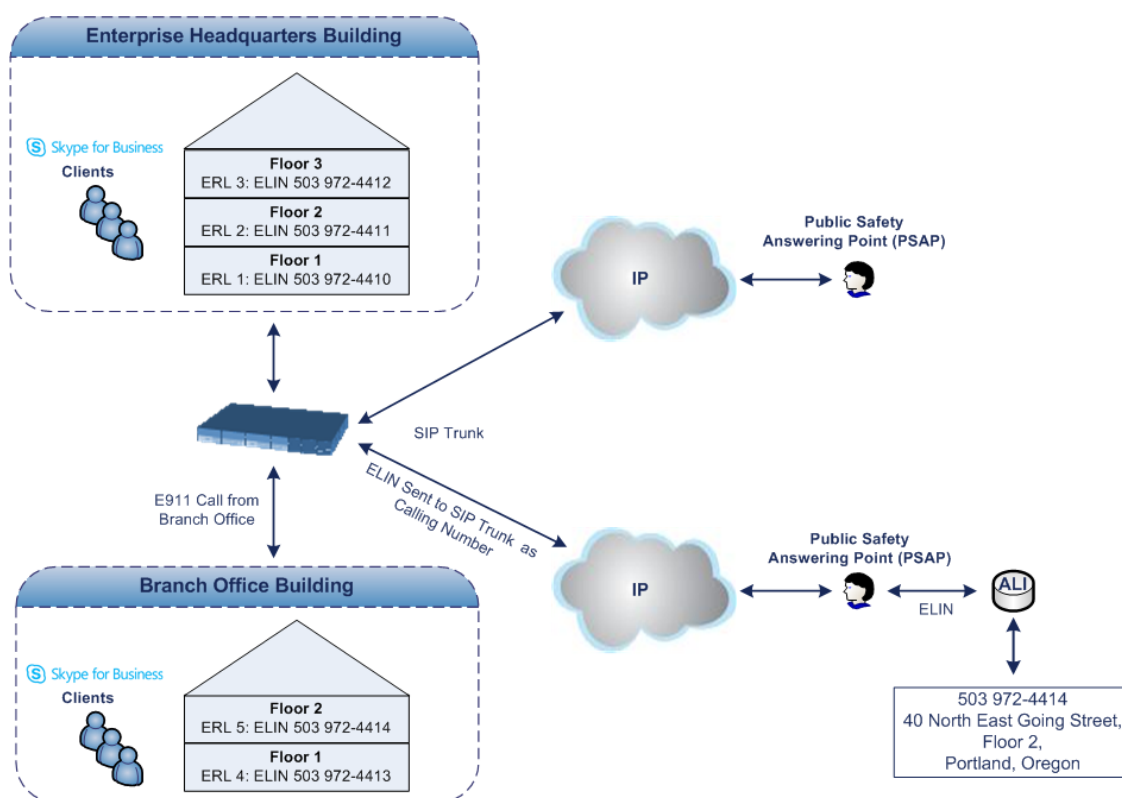 Enterprise Headquarters Building
Skype for Business
Clients
Floor 3
ERL 3: ELIN 503 972-4412
Floor 2
ERL 2: ELIN 503 972-4411
Floor 1
ERL 1: ELIN 503 972-4410
IP
Public Safety
Answering Point (PSAP)
SIP Trunk
ELIN Sent to SIP Trunk as
Calling Number
E911 Call from
Branch Office
IP
Public Safety
Answering Point (PSAP)
ELIN
ALI
503 972-4414
40 North East Going Street,
Floor 2,
Portland, Oregon
Branch Office Building
Skype for Business
Clients
Floor 2
ERL 5: ELIN 503 972-4414
Floor 1
ERL 4: ELIN 503 972-4413